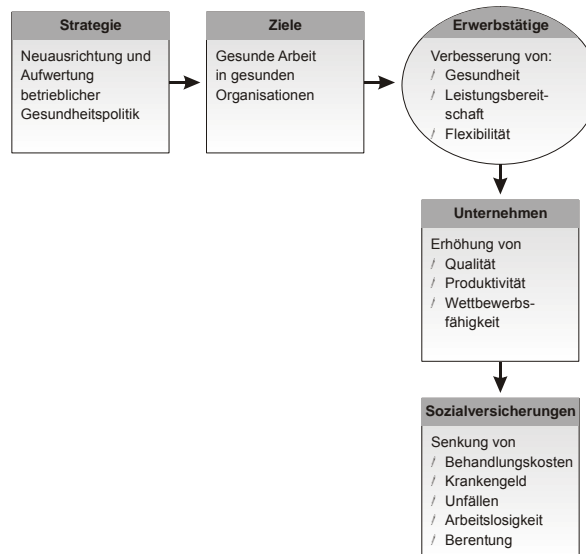 Strategie
Neuausrichtung und
Aufwertung
betrieblicher
Gesundheitspolitik
Ziele
Gesunde Arbeit
in gesunden
Organisationen
Erwerbstätige
Verbesserung von:
/ Gesundheit
/ Leistungsbereit-
schaft
/ Flexibilität
Unternehmen
Erhöhung von
/ Qualität
/ Produktivität
/ Wettbewerbs-
fähigkeit
Sozialversicherungen
Senkung von
/ Behandlungskosten
/ Krankengeld
/ Unfällen
/ Arbeitslosigkeit
/ Berentung